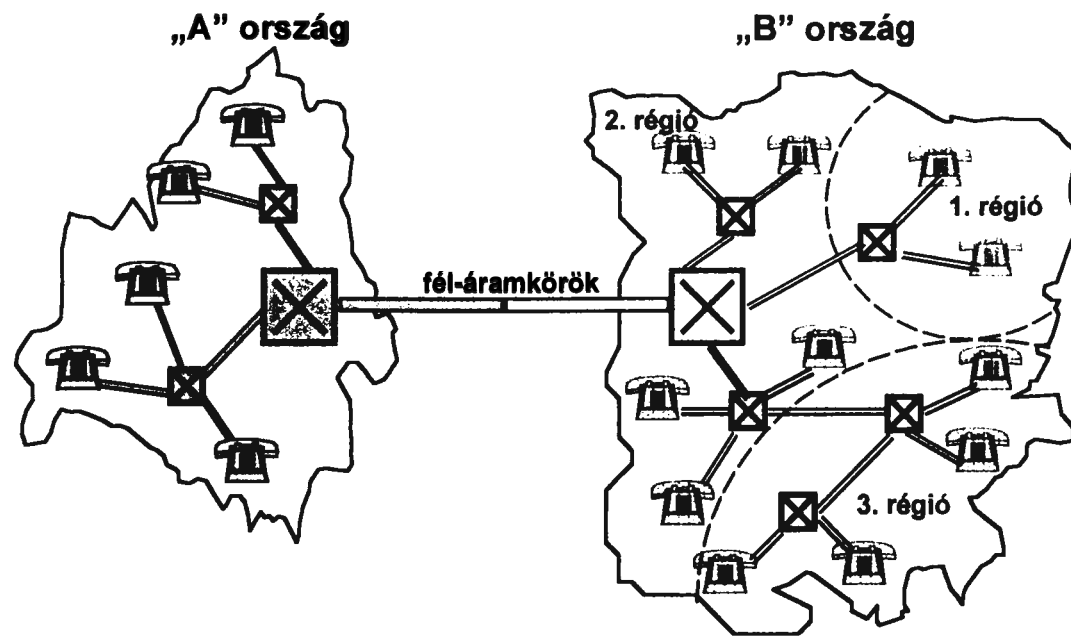 „A” ország
„B” ország
2. régió
1. régió
fél-áramkörök
3. régió